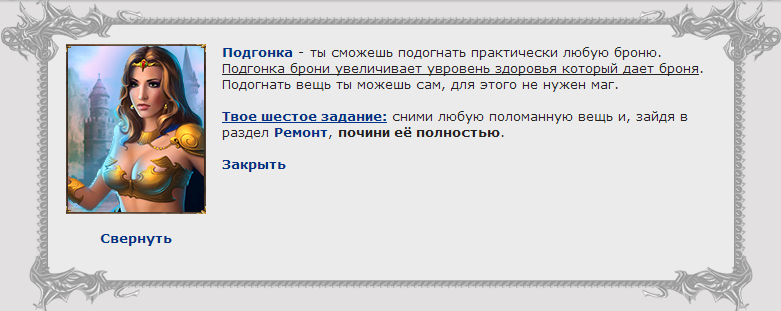 Подгонка - ты сможешь подогнать практически любую броню.
Подгонка брони увеличивает увровень здоровья который дает броня.
Подогнать вещь ты можешь сам, для этого не нужен маг.
Твое шестое задание: сними любую поломанную вещь и, зайдя в
раздел Ремонт, почини её полностью.
Закрыть
Свернуть